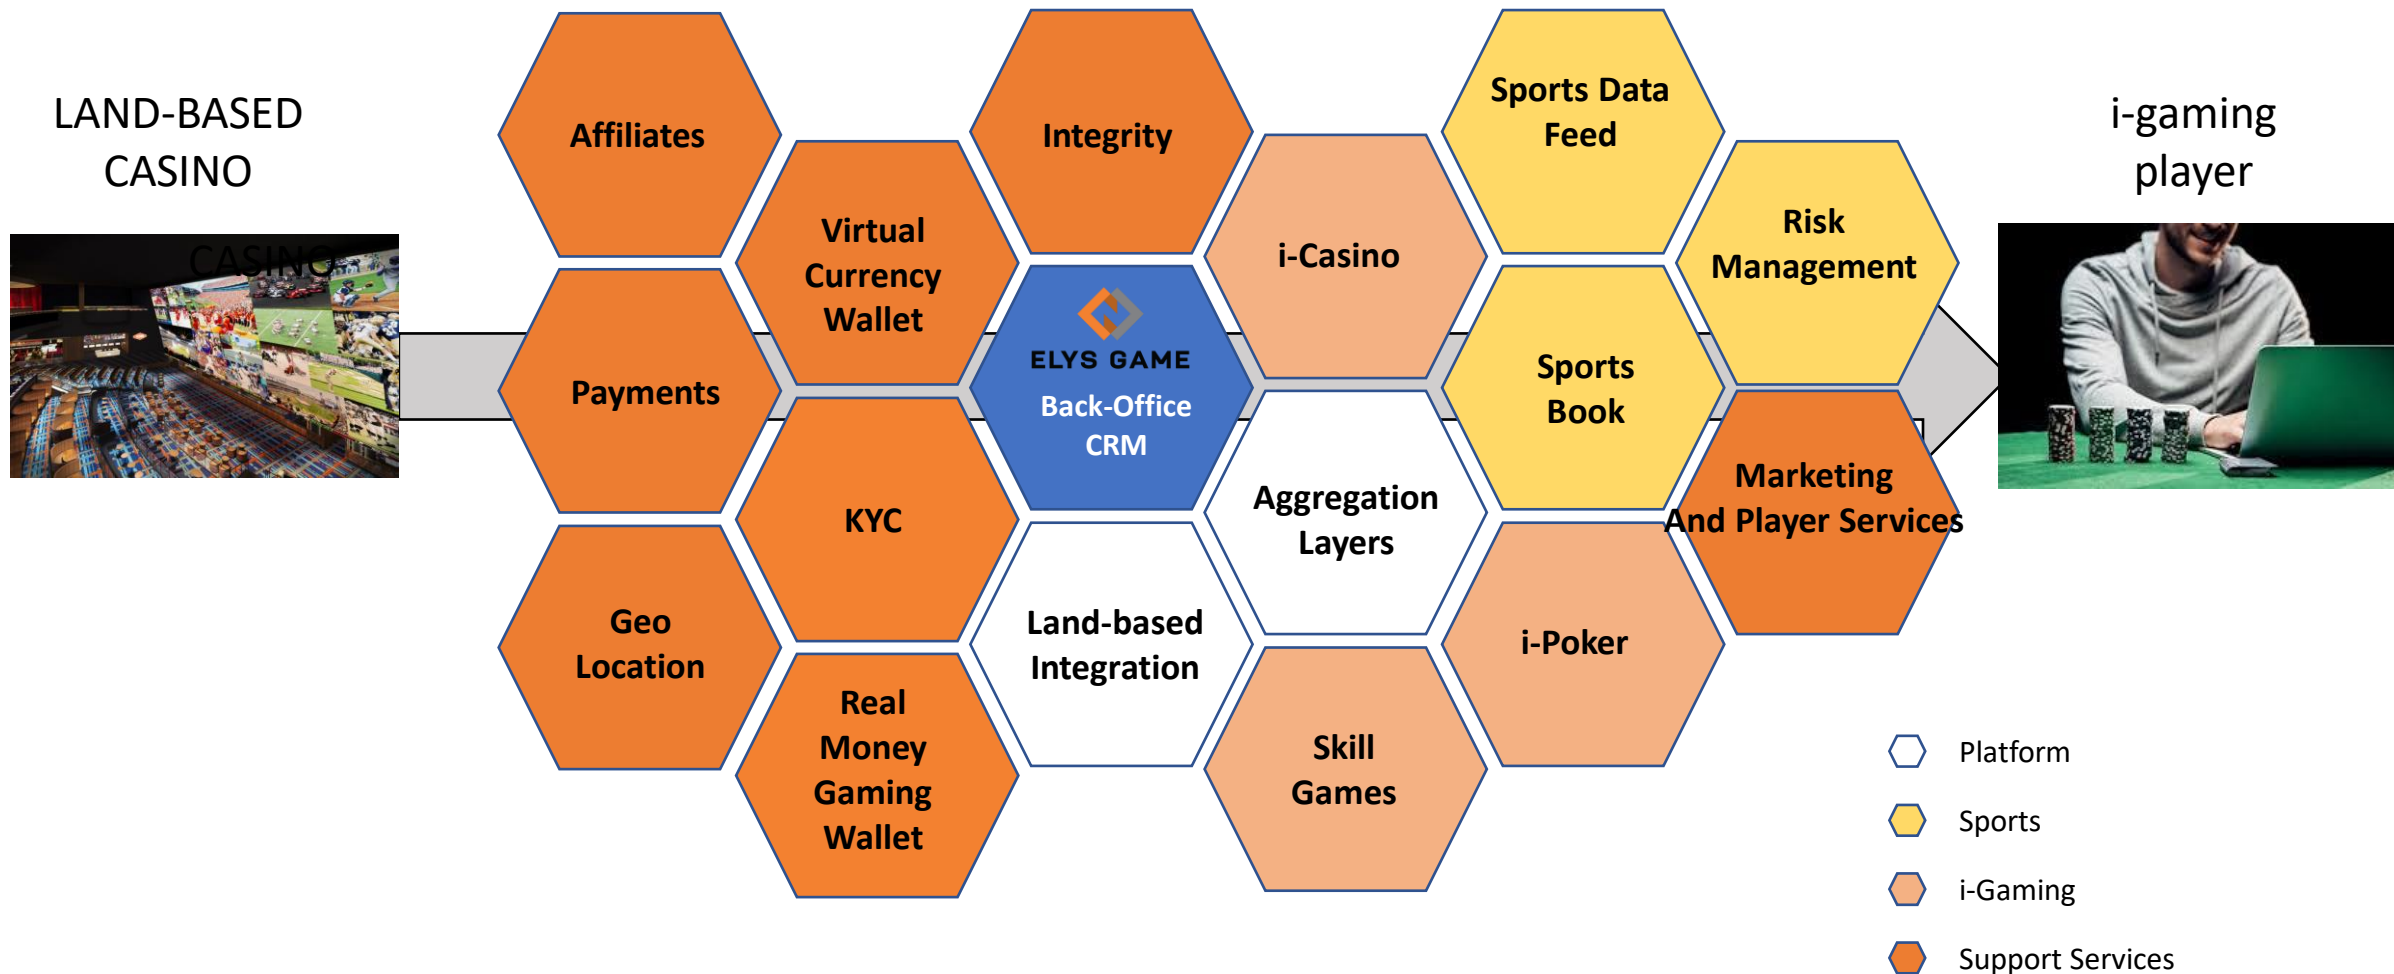 LAND-BASED
CASINO
CASINO
Affiliates
Payments
Geo
Location
Virtual
Currency
Wallet
KYC
Real
Money
Gaming
Wallet
Integrity
ELYS GAME
Back-Office
CRM
Land-based
Integration
i-Casino
Aggregation
Layers
Skill
Games
Sports Data
Feed
Sports
Book
i-Poker
Risk
Management
Marketing
And Player Services
i-gaming
player
Platform
Sports
i-Gaming
Support Services